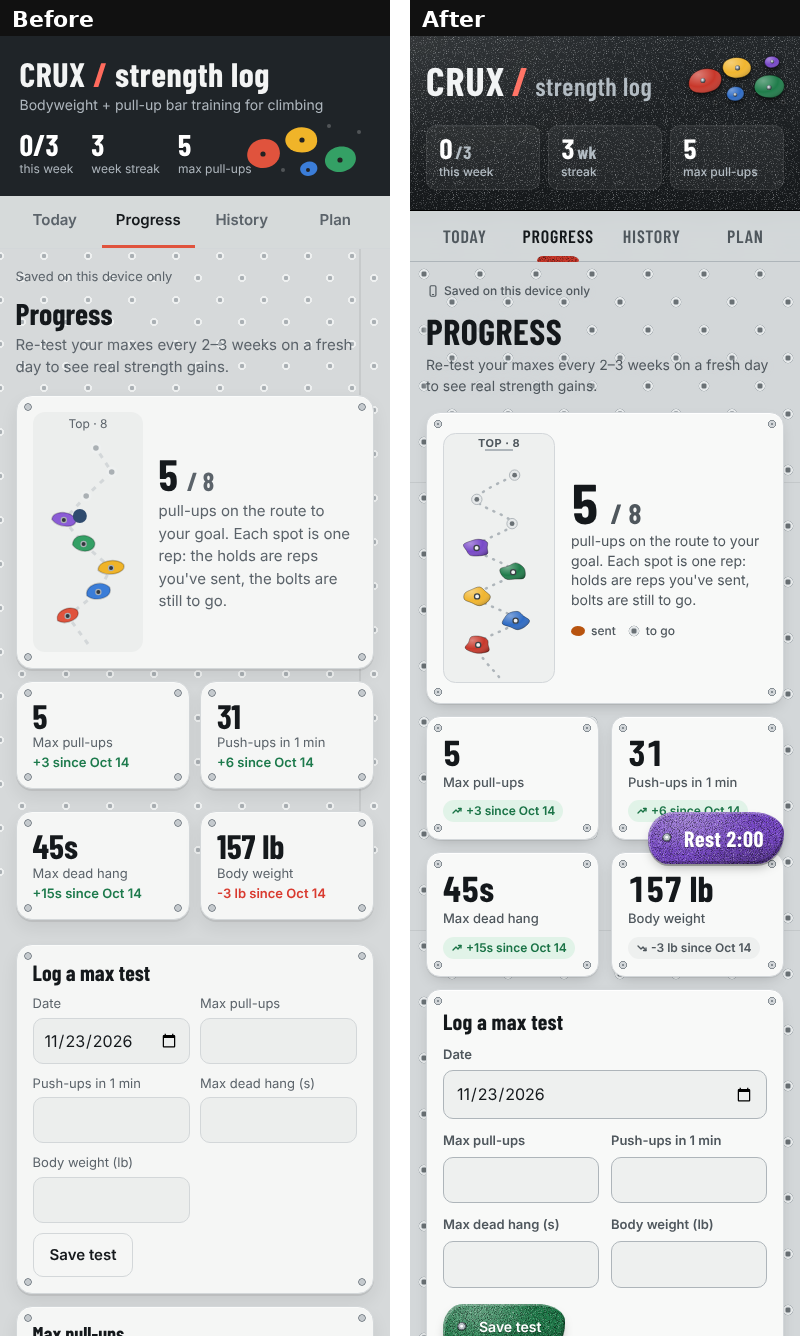 Before
CRUX / strength log
Bodyweight + pull-up bar training for climbing
0/3 3 5
this week week streak max pull-ups
Today Progress History Plan
Saved on this device only
Progress
Re-test your maxes every 2–3 weeks on a fresh
day to see real strength gains.
Top · 8
5 / 8
pull-ups on the route to
your goal. Each spot is one
rep: the holds are reps
you've sent, the bolts are
still to go.
5
Max pull-ups
+3 since Oct 14
31
Push-ups in 1 min
+6 since Oct 14
45s
Max dead hang
+15s since Oct 14
157 lb
Body weight
-3 lb since Oct 14
Log a max test
Date Max pull-ups
11/23/2026
Push-ups in 1 min Max dead hang (s)
Body weight (lb)
Save test
Max pull-ups
After
CRUX / strength log
0/3 3 wk 5
this week streak max pull-ups
TODAY PROGRESS HISTORY PLAN
Saved on this device only
PROGRESS
Re-test your maxes every 2–3 weeks on a fresh day
to see real strength gains.
TOP · 8
5 / 8
pull-ups on the route to your
goal. Each spot is one rep:
holds are reps you've sent,
bolts are still to go.
sent to go
5
Max pull-ups
+3 since Oct 14
31
Push-ups in 1 min
+6 since Oct 14
Rest 2:00
45s
Max dead hang
+15s since Oct 14
157 lb
Body weight
-3 lb since Oct 14
Log a max test
Date
11/23/2026
Max pull-ups Push-ups in 1 min
Max dead hang (s) Body weight (lb)
Save test